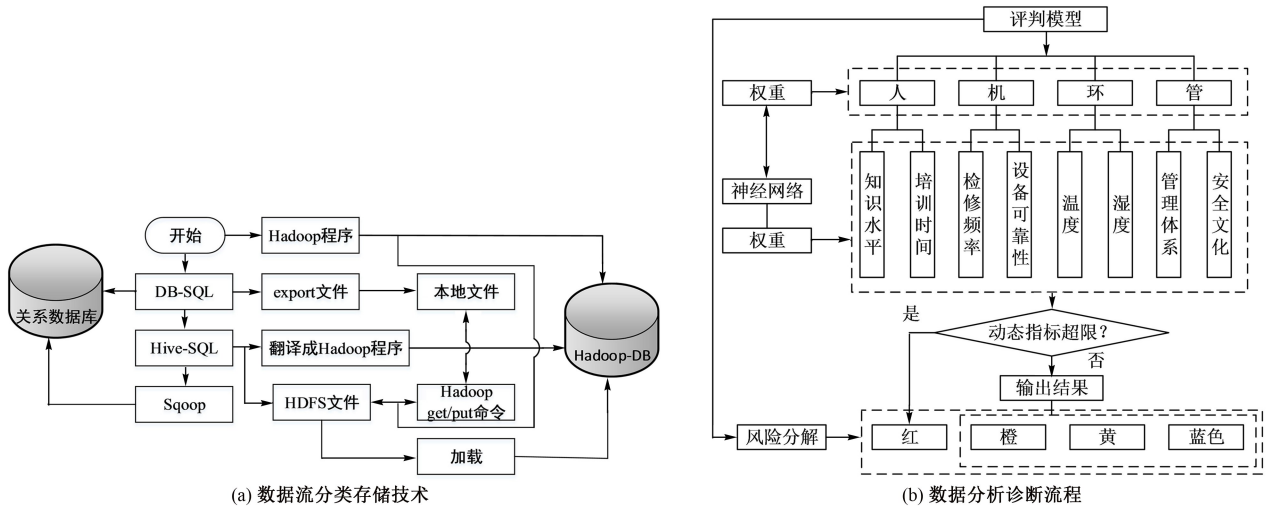 开始
Hadoop程序
DB-SQL
export文件
本地文件
关系数据库
Hive-SQL
翻译成Hadoop程序
Hadoop-DB
Sqoop
HDFS文件
Hadoop
get/put命令
加载
(a) 数据流分类存储技术
评判模型
权重
人
机
环
管
神经网络
权重
知识水平
培训时间
检修频率
设备可靠性
温度
湿度
管理体系
安全文化
是
动态指标超限？
否
输出结果
风险分解
红
橙
黄
蓝色
(b) 数据分析诊断流程